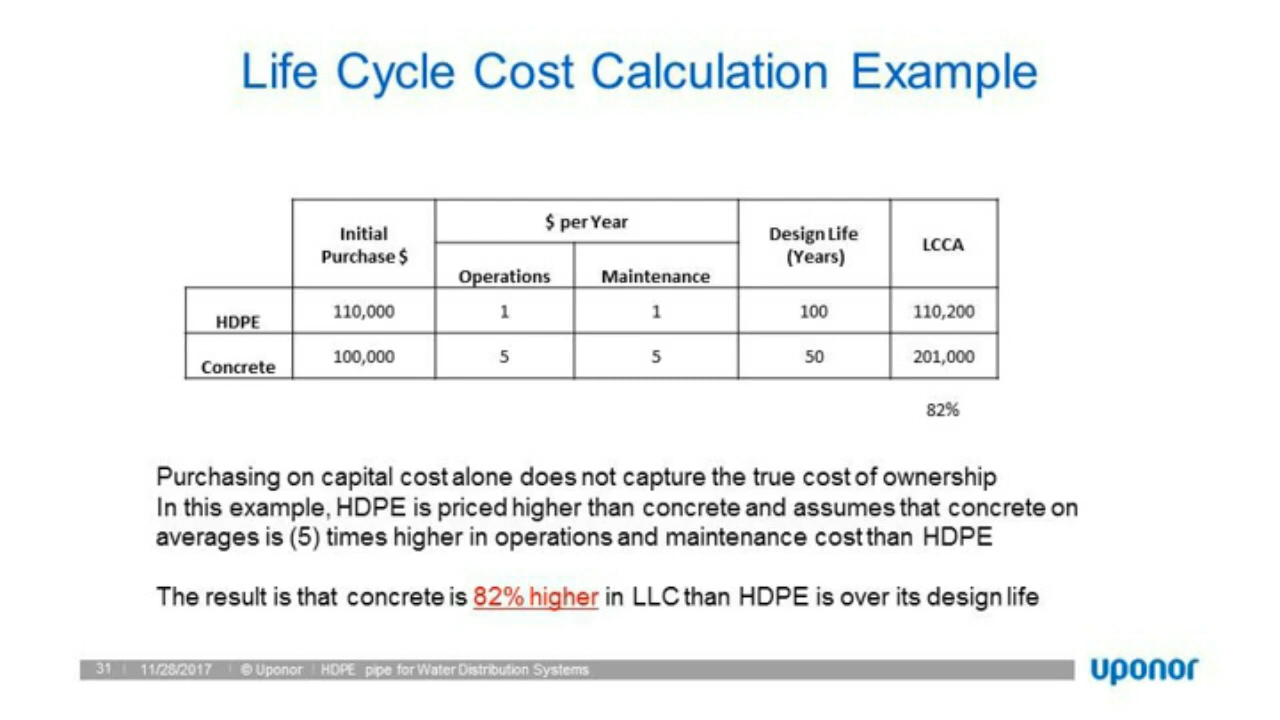 Life Cycle Cost Calculation Example
Initial
Purchase $
$ per Year
Design Life
(Years)
LCCA
Operations
Maintenance
HDPE
110,000
1
1
100
110,200
Concrete
100,000
5
5
50
201,000
82%
Purchasing on capital cost alone does not capture the true cost of ownership
In this example, HDPE is priced higher than concrete and assumes that concrete on
averages is (5) times higher in operations and maintenance cost than HDPE
The result is that concrete is 82% higher in LLC than HDPE is over its design life
31 | 11/28/2017 | © Uponor | HDPE pipe for Water Distribution Systems
uponor